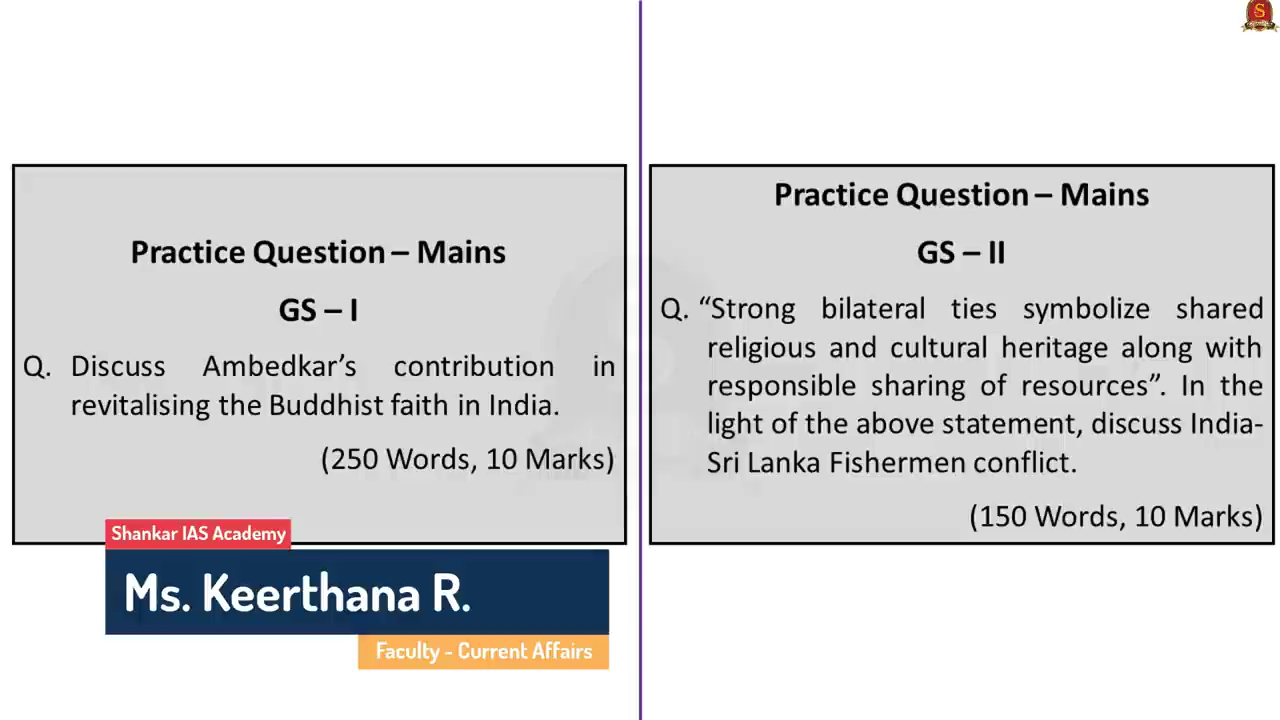 Practice Question – Mains
GS – I
Q. Discuss Ambedkar’s contribution in
revitalising the Buddhist faith in India.
(250 Words, 10 Marks)
Shankar IAS Academy
Ms. Keerthana R.
Faculty - Current Affairs
Practice Question – Mains
GS – II
Q. “Strong bilateral ties symbolize shared
religious and cultural heritage along with
responsible sharing of resources”. In the
light of the above statement, discuss India-
Sri Lanka Fishermen conflict.
(150 Words, 10 Marks)
S